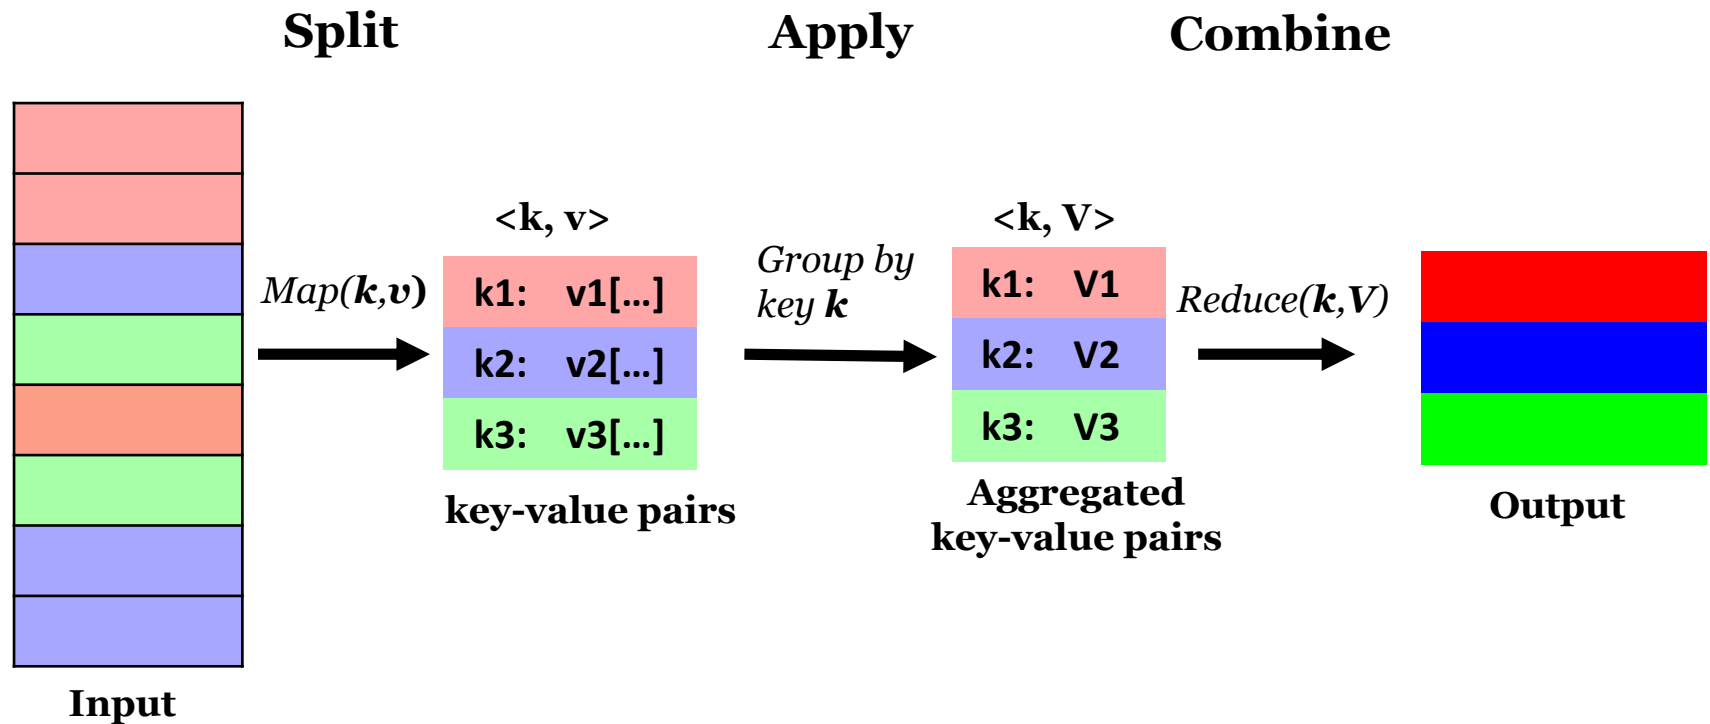 Split
Apply
Combine
<k, v>
<k, V>
Map(k,v)
k1: v1[...]
k2: v2[...]
k3: v3[...]
Group by
key k
k1: V1
k2: V2
k3: V3
Reduce(k,V)
key-value pairs
Aggregated
key-value pairs
Output
Input